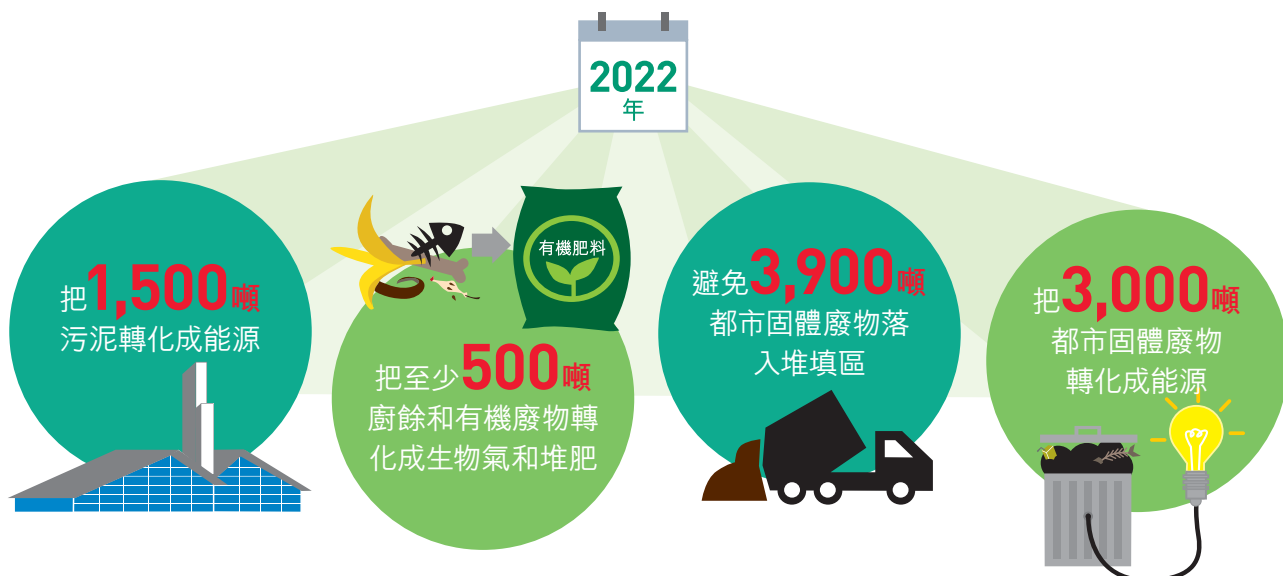 2022
年
把1,500噸
污泥轉化成能源
有機肥料
把至少500噸
廚餘和有機廢物轉
化成生物氣和堆肥
避免3,900噸
都市固體廢物落
入堆填區
把3,000噸
都市固體廢物
轉化成能源